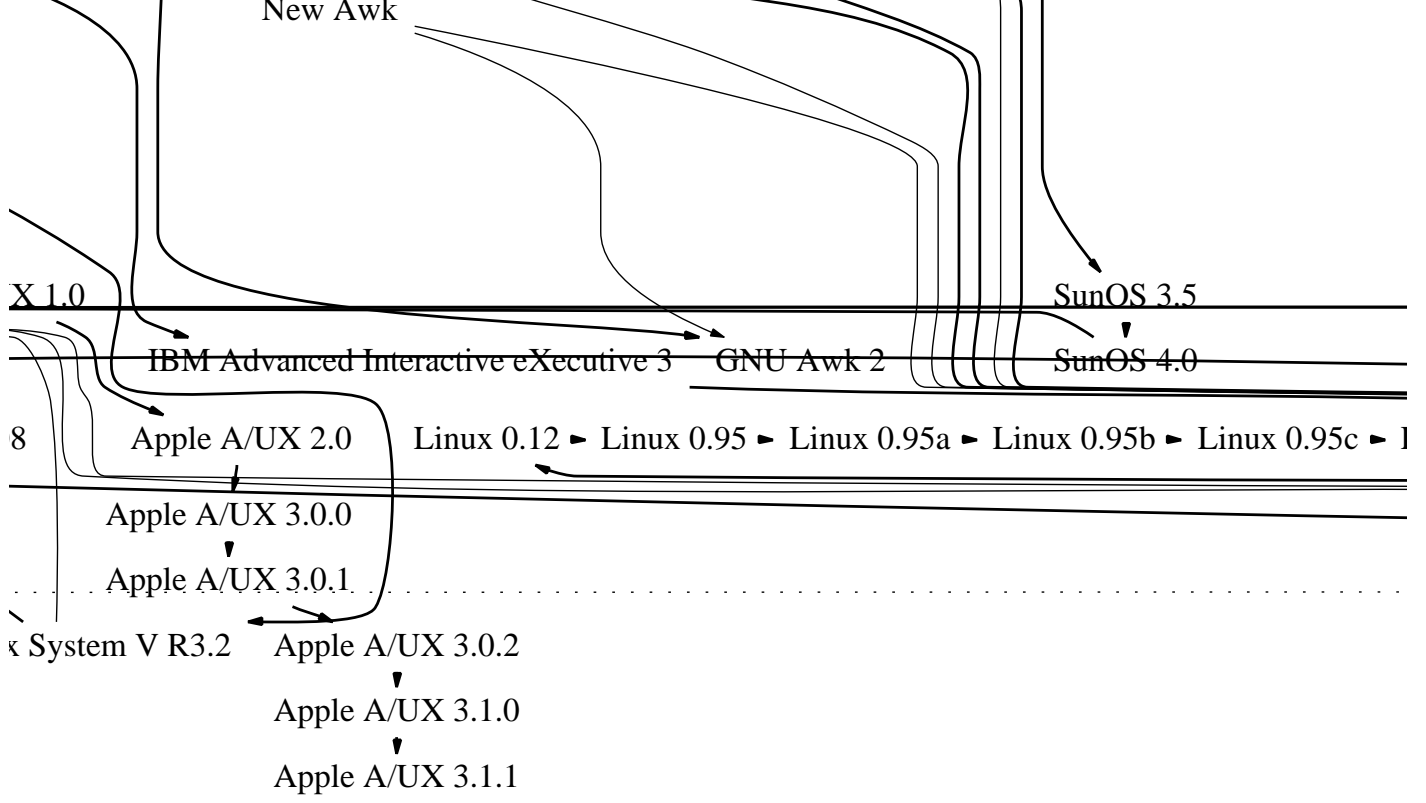 New Awk
X 1.0
SunOS 3.5
IBM Advanced Interactive eXecutive 3
GNU Awk 2
SunOS 4.0
8
Apple A/UX 2.0
Linux 0.12
Linux 0.95
Linux 0.95a
Linux 0.95b
Linux 0.95c
Apple A/UX 3.0.0
Apple A/UX 3.0.1
x System V R3.2
Apple A/UX 3.0.2
Apple A/UX 3.1.0
Apple A/UX 3.1.1